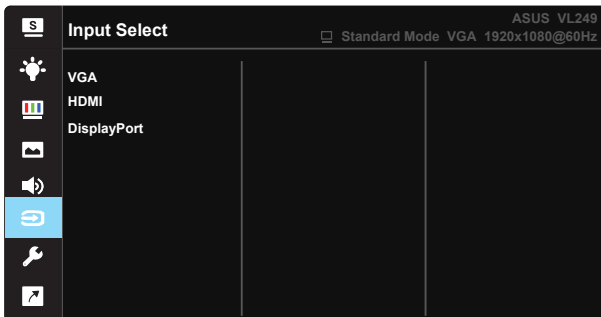 S
Input Select
ASUS VL249
Standard Mode VGA 1920x1080@60Hz
VGA
HDMI
DisplayPort